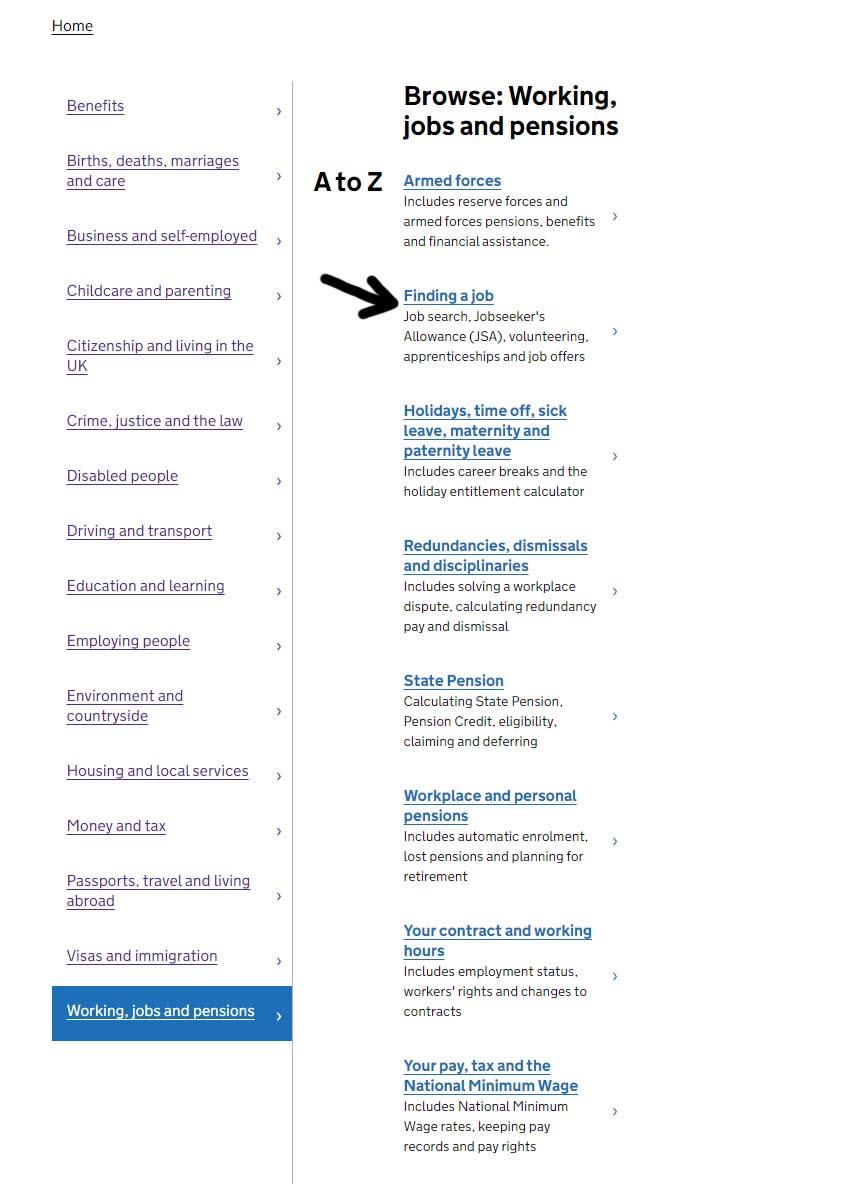 Home
Benefits
Births, deaths, marriages
and care
Business and self-employed
Childcare and parenting
Citizenship and living in the
UK
Crime, justice and the law
Disabled people
Driving and transport
Education and learning
Employing people
Environment and
countryside
Housing and local services
Money and tax
Passports, travel and living
abroad
Visas and immigration
Working, jobs and pensions
Browse: Working,
jobs and pensions
A to Z
Armed forces
Includes reserve forces and
armed forces pensions, benefits
and financial assistance.
Finding a job
Job search, Jobseeker's
Allowance (JSA), volunteering,
apprenticeships and job offers
Holidays, time off, sick
leave, maternity and
paternity leave
Includes career breaks and the
holiday entitlement calculator
Redundancies, dismissals
and disciplinaries
Includes solving a workplace
dispute, calculating redundancy
pay and dismissal
State Pension
Calculating State Pension,
Pension Credit, eligibility,
claiming and deferring
Workplace and personal
pensions
Includes automatic enrolment,
lost pensions and planning for
retirement
Your contract and working
hours
Includes employment status,
workers' rights and changes to
contracts
Your pay, tax and the
National Minimum Wage
Includes National Minimum
Wage rates, keeping pay
records and pay rights